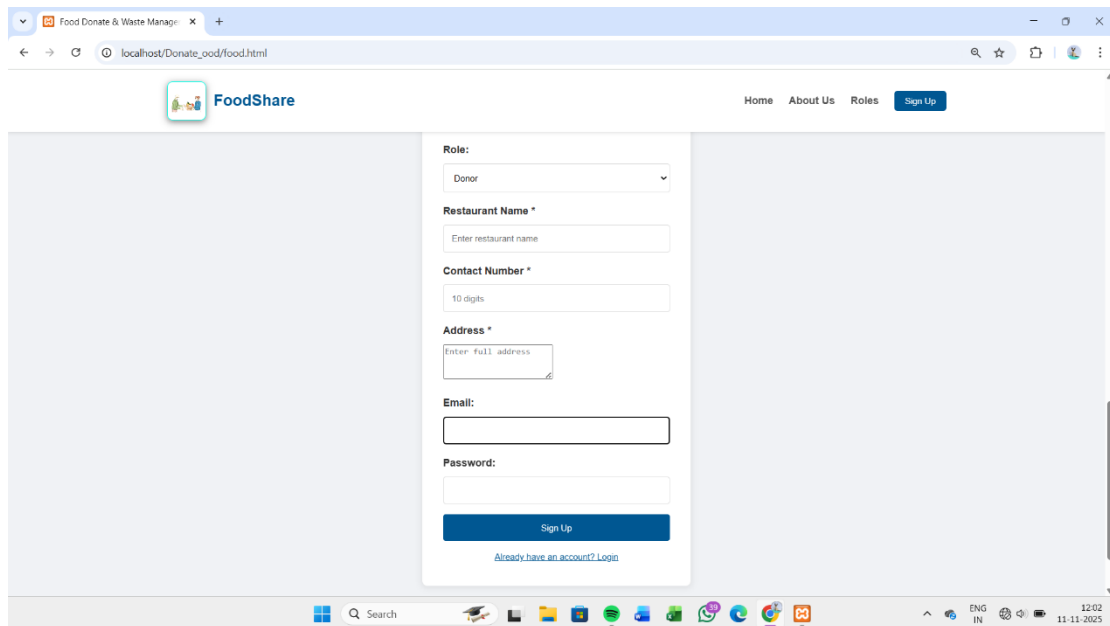 Food Donate & Waste Manage
localhost/Donate_ood/food.html
FoodShare
Home About Us Roles Sign Up
Role:
Donor
Restaurant Name *
Enter restaurant name
Contact Number *
10 digits
Address *
Enter full address
Email:
Password:
Sign Up
Already have an account? Login
Search
39
ENG
IN
12:02
11-11-2025